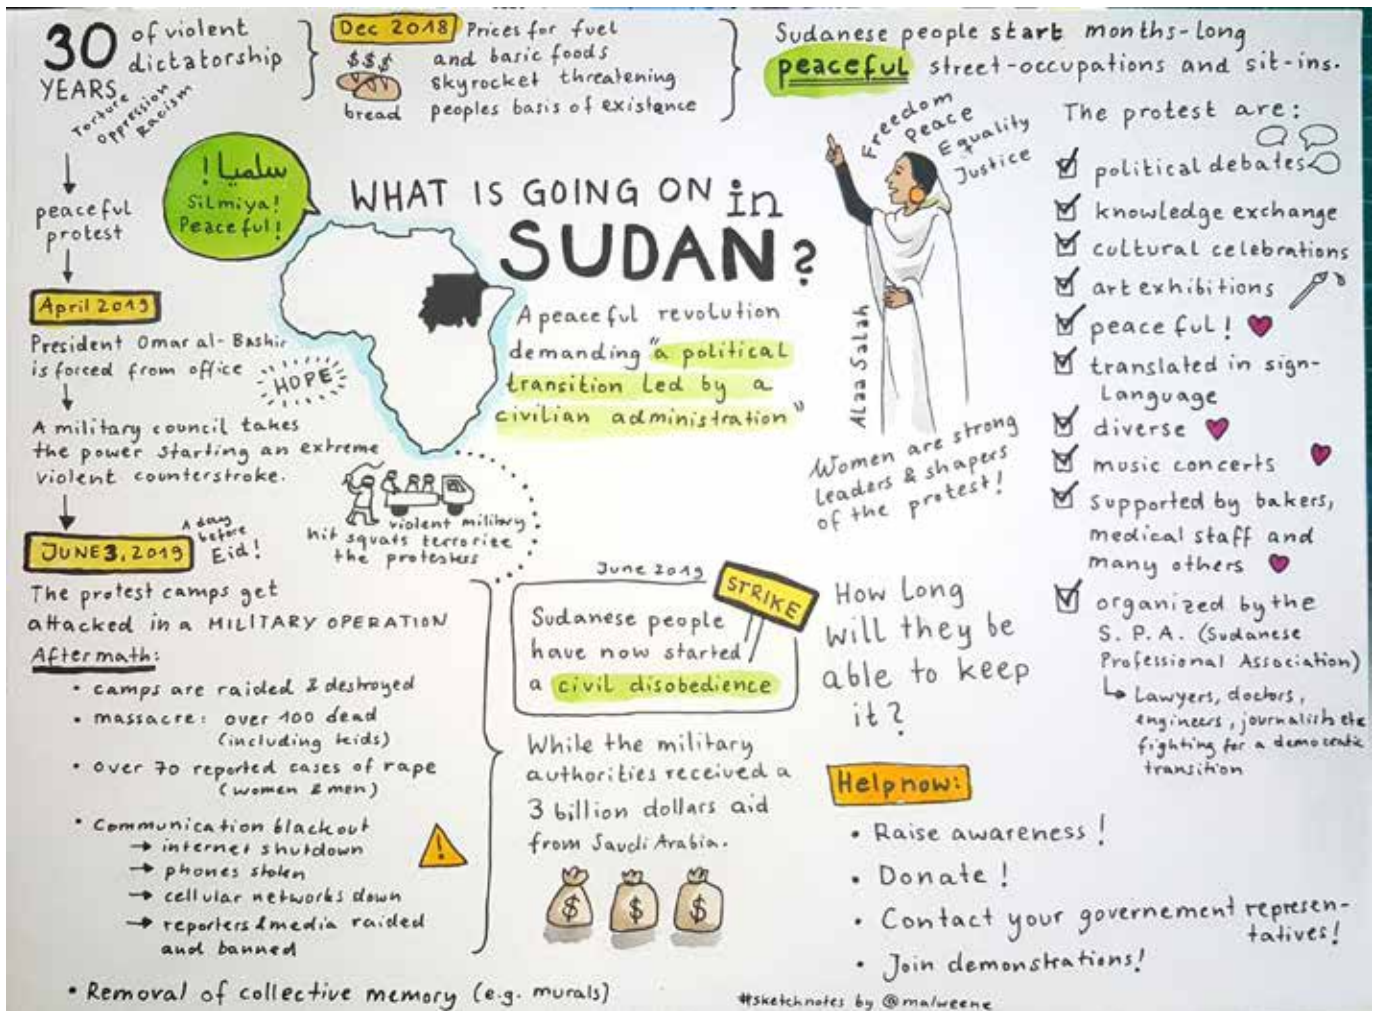 30
YEARS
of violent
dictatorship
Torture
Oppression
Racism
Dec 2018
$$$
bread
Prices for fuel
and basic foods
skyrocket threatening
peoples basis of existence
Sudanese people start months-long
peaceful street-occupations and sit-ins.
peaceful
protest
سلميا!
Silmiya!
Peaceful!
WHAT IS GOING ON in
SUDAN?
A peaceful revolution
demanding "a political
transition led by a
civilian administration"
Freedom
Peace
Equality
Justice
Alaa Salah
Women are strong
leaders & shapers
of the protest!
The protest are:
political debates
knowledge exchange
cultural celebrations
art exhibitions
peaceful!
translated in sign-
language
diverse
music concerts
supported by bakers,
medical staff and
many others
organized by the
S.P.A. (Sudanese
Professional Association)
Lawyers, doctors,
engineers, journalists etc
fighting for a democratic
transition
April 2019
President Omar al-Bashir
is forced from office
HOPE
A military council takes
the power starting an extreme
violent counterstroke.
violent military
hit squats terrorize
the protesters
JUNE 3, 2019
A day
before
Eid!
The protest camps get
attacked in a MILITARY OPERATION
Aftermath:
• camps are raided & destroyed
• massacre: over 100 dead
(including kids)
• over 70 reported cases of rape
(women & men)
• Communication blackout
→ internet shutdown
→ phones stolen
→ cellular networks down
→ reporters & media raided
and banned
• Removal of collective memory (e.g. murals)
June 2019
STRIKE
Sudanese people
have now started
a civil disobedience
While the military
authorities received a
3 billion dollars aid
from Saudi Arabia.
$ $ $
How long
will they be
able to keep
it?
Help now:
• Raise awareness!
• Donate!
• Contact your governement represen-
tatives!
• Join demonstrations!
#sketchnotes by @malweene